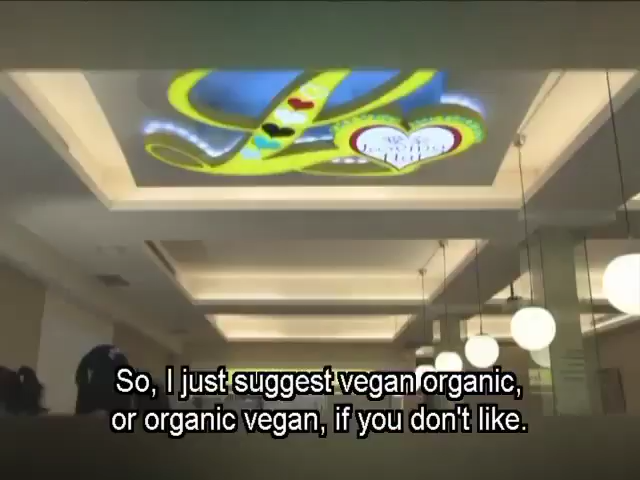 So, I just suggest vegan organic,
or organic vegan, if you don't like.